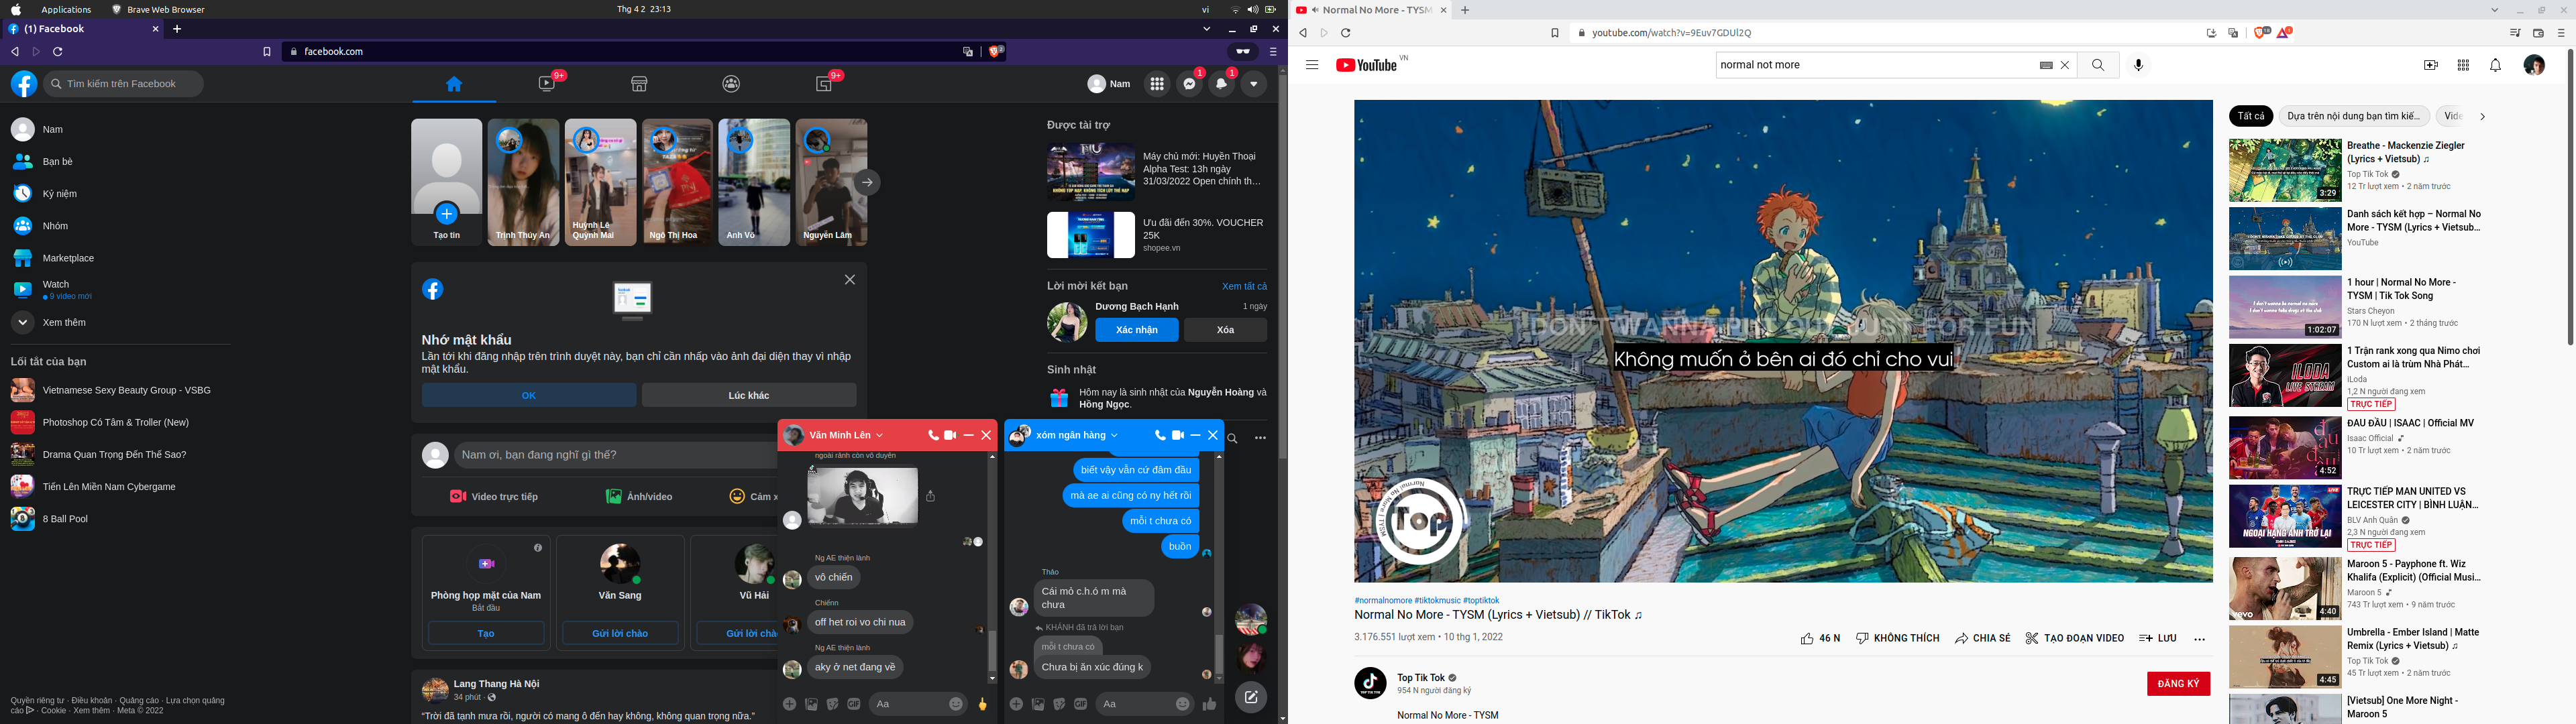 Applications
Brave Web Browser
Thg 4 2 23:13
vi
(1) Facebook
facebook.com
Tìm kiếm trên Facebook
9+
9+
Nam
1
1
Nam
Bạn bè
Kỷ niệm
Nhóm
Marketplace
Watch
9 video mới
Xem thêm
Lối tắt của bạn
Vietnamese Sexy Beauty Group - VSBG
Photoshop Có Tâm & Troller (New)
Drama Quan Trọng Đến Thế Sao?
Tiến Lên Miền Nam Cybergame
8 Ball Pool
Quyền riêng tư · Điều khoản · Quảng cáo · Lựa chọn quảng
cáo · Cookie · Xem thêm · Meta © 2022
Tạo tin
Trịnh Thúy An
Huỳnh Lê
Quỳnh Mai
Ngô Thị Hoa
Anh Võ
Nguyễn Lâm
Nhớ mật khẩu
Lần tới khi đăng nhập trên trình duyệt này, bạn chỉ cần nhấp vào ảnh đại diện thay vì nhập
mật khẩu.
OK
Lúc khác
Nam ơi, bạn đang nghĩ gì thế?
Video trực tiếp
Ảnh/video
Cảm x
Phòng họp mặt của Nam
Bắt đầu
Tạo
Văn Sang
Gửi lời chào
Vũ Hải
Gửi lời chào
Lang Thang Hà Nội
34 phút
“Trời đã tạnh mưa rồi, người có mang ô đến hay không, không quan trọng nữa.”
Được tài trợ
Máy chủ mới: Huyền Thoại
Alpha Test: 13h ngày
31/03/2022 Open chính th…
Ưu đãi đến 30%. VOUCHER
25K
shopee.vn
Lời mời kết bạn
Xem tất cả
Dương Bạch Hạnh
1 ngày
Xác nhận
Xóa
Sinh nhật
Hôm nay là sinh nhật của Nguyễn Hoàng và
Hồng Ngọc.
Văn Minh Lên
ngoài rãnh còn vô duyên
Ng AE thiện lành
vô chiến
Chiếnn
off het roi vo chi nua
Ng AE thiện lành
aky ở net đang về
Aa
xóm ngân hàng
biết vậy vẫn cứ đâm đầu
mà ae ai cũng có ny hết rồi
mỗi t chưa có
buồn
Thảo
Cái mỏ c.h.ó m mà
chưa
KHÁNH đã trả lời bạn
mỗi t chưa có
Chưa bị ăn xúc đúng k
Aa
Normal No More - TYSM
youtube.com/watch?v=9Euv7GDUl2Q
YouTube
VN
normal not more
I DON'T WANNA PUT OUT JUST FOR FUN
Không muốn ở bên ai đó chỉ cho vui
Top
#normalnomore #tiktokmusic #toptiktok
Normal No More - TYSM (Lyrics + Vietsub) // TikTok ♫
3.176.551 lượt xem • 10 thg 1, 2022
46 N
KHÔNG THÍCH
CHIA SẺ
TẠO ĐOẠN VIDEO
LƯU
Top Tik Tok
954 N người đăng ký
ĐĂNG KÝ
Normal No More - TYSM
Tất cả
Dựa trên nội dung bạn tìm kiế…
Vide
Breathe - Mackenzie Ziegler
(Lyrics + Vietsub) ♫
Top Tik Tok
12 Tr lượt xem • 2 năm trước
3:29
Danh sách kết hợp – Normal No
More - TYSM (Lyrics + Vietsub…
YouTube
1 hour | Normal No More -
TYSM | Tik Tok Song
Stars Cheyon
170 N lượt xem • 2 tháng trước
1:02:07
1 Trận rank xong qua Nimo chơi
Custom ai là trùm Nhà Phát…
iLoda
1,2 N người đang xem
TRỰC TIẾP
ILODA
LIVE STREAM
ĐAU ĐẦU | ISAAC | Official MV
Isaac Official
10 Tr lượt xem • 2 năm trước
4:52
TRỰC TIẾP MAN UNITED VS
LEICESTER CITY | BÌNH LUẬN…
BLV Anh Quân
2,3 N người đang xem
TRỰC TIẾP
LIVE
NGOẠI HẠNG ANH TRỞ LẠI
Maroon 5 - Payphone ft. Wiz
Khalifa (Explicit) (Official Musi…
Maroon 5
743 Tr lượt xem • 9 năm trước
vevo
4:40
Umbrella - Ember Island | Matte
Remix (Lyrics + Vietsub) ♫
Top Tik Tok
45 Tr lượt xem • 2 năm trước
4:45
[Vietsub] One More Night -
Maroon 5